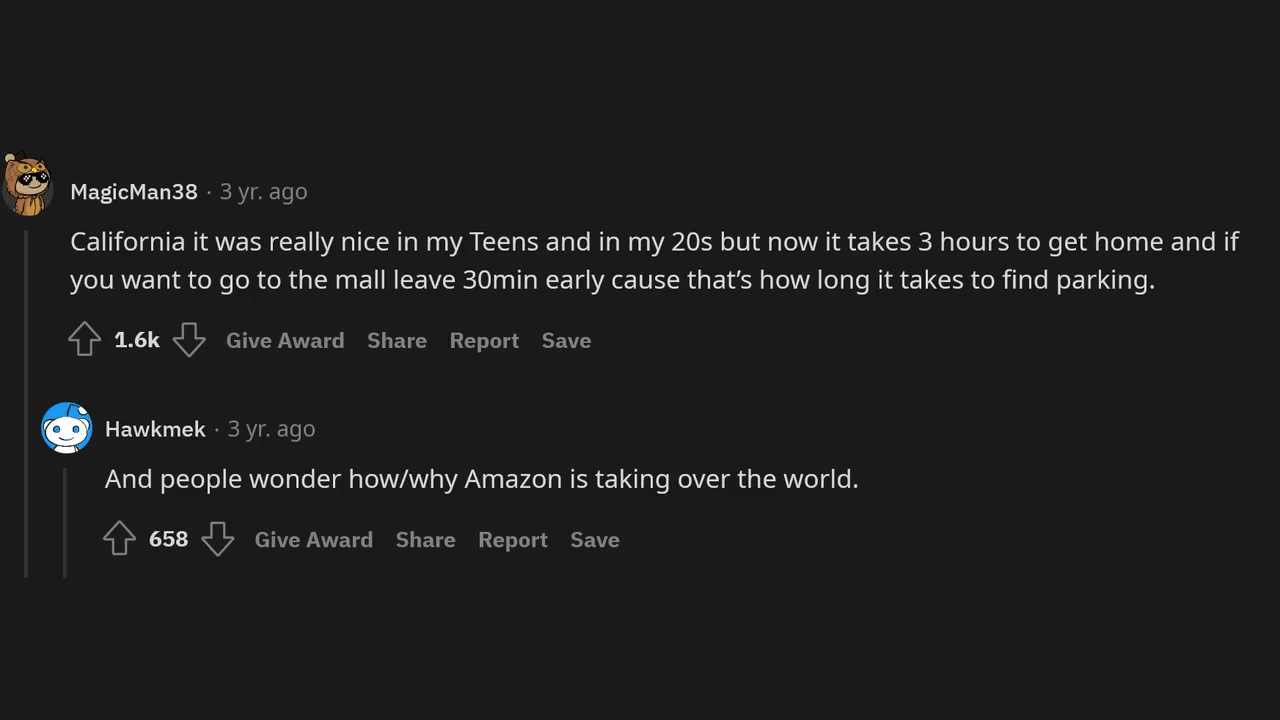 MagicMan38 · 3 yr. ago
California it was really nice in my Teens and in my 20s but now it takes 3 hours to get home and if
you want to go to the mall leave 30min early cause that’s how long it takes to find parking.
1.6k Give Award Share Report Save
Hawkmek · 3 yr. ago
And people wonder how/why Amazon is taking over the world.
658 Give Award Share Report Save